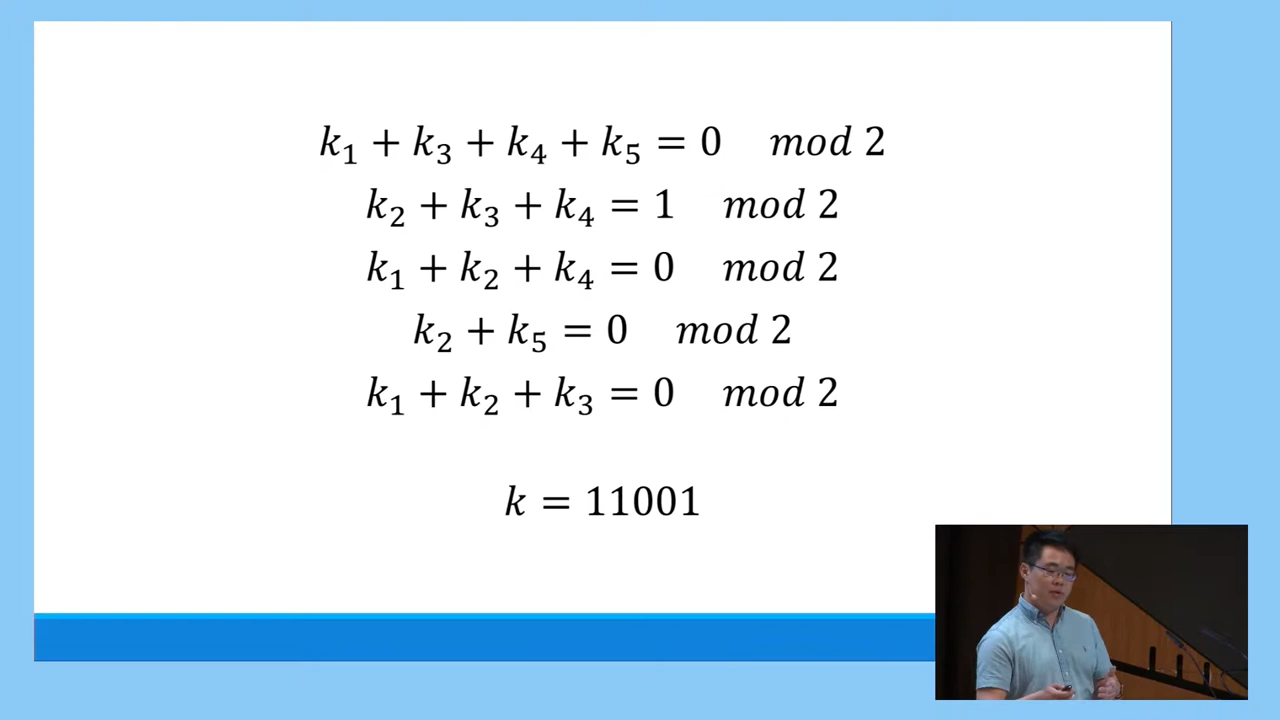 k₁ + k₃ + k₄ + k₅ = 0 mod 2
k₂ + k₃ + k₄ = 1 mod 2
k₁ + k₂ + k₄ = 0 mod 2
k₂ + k₅ = 0 mod 2
k₁ + k₂ + k₃ = 0 mod 2
k = 11001